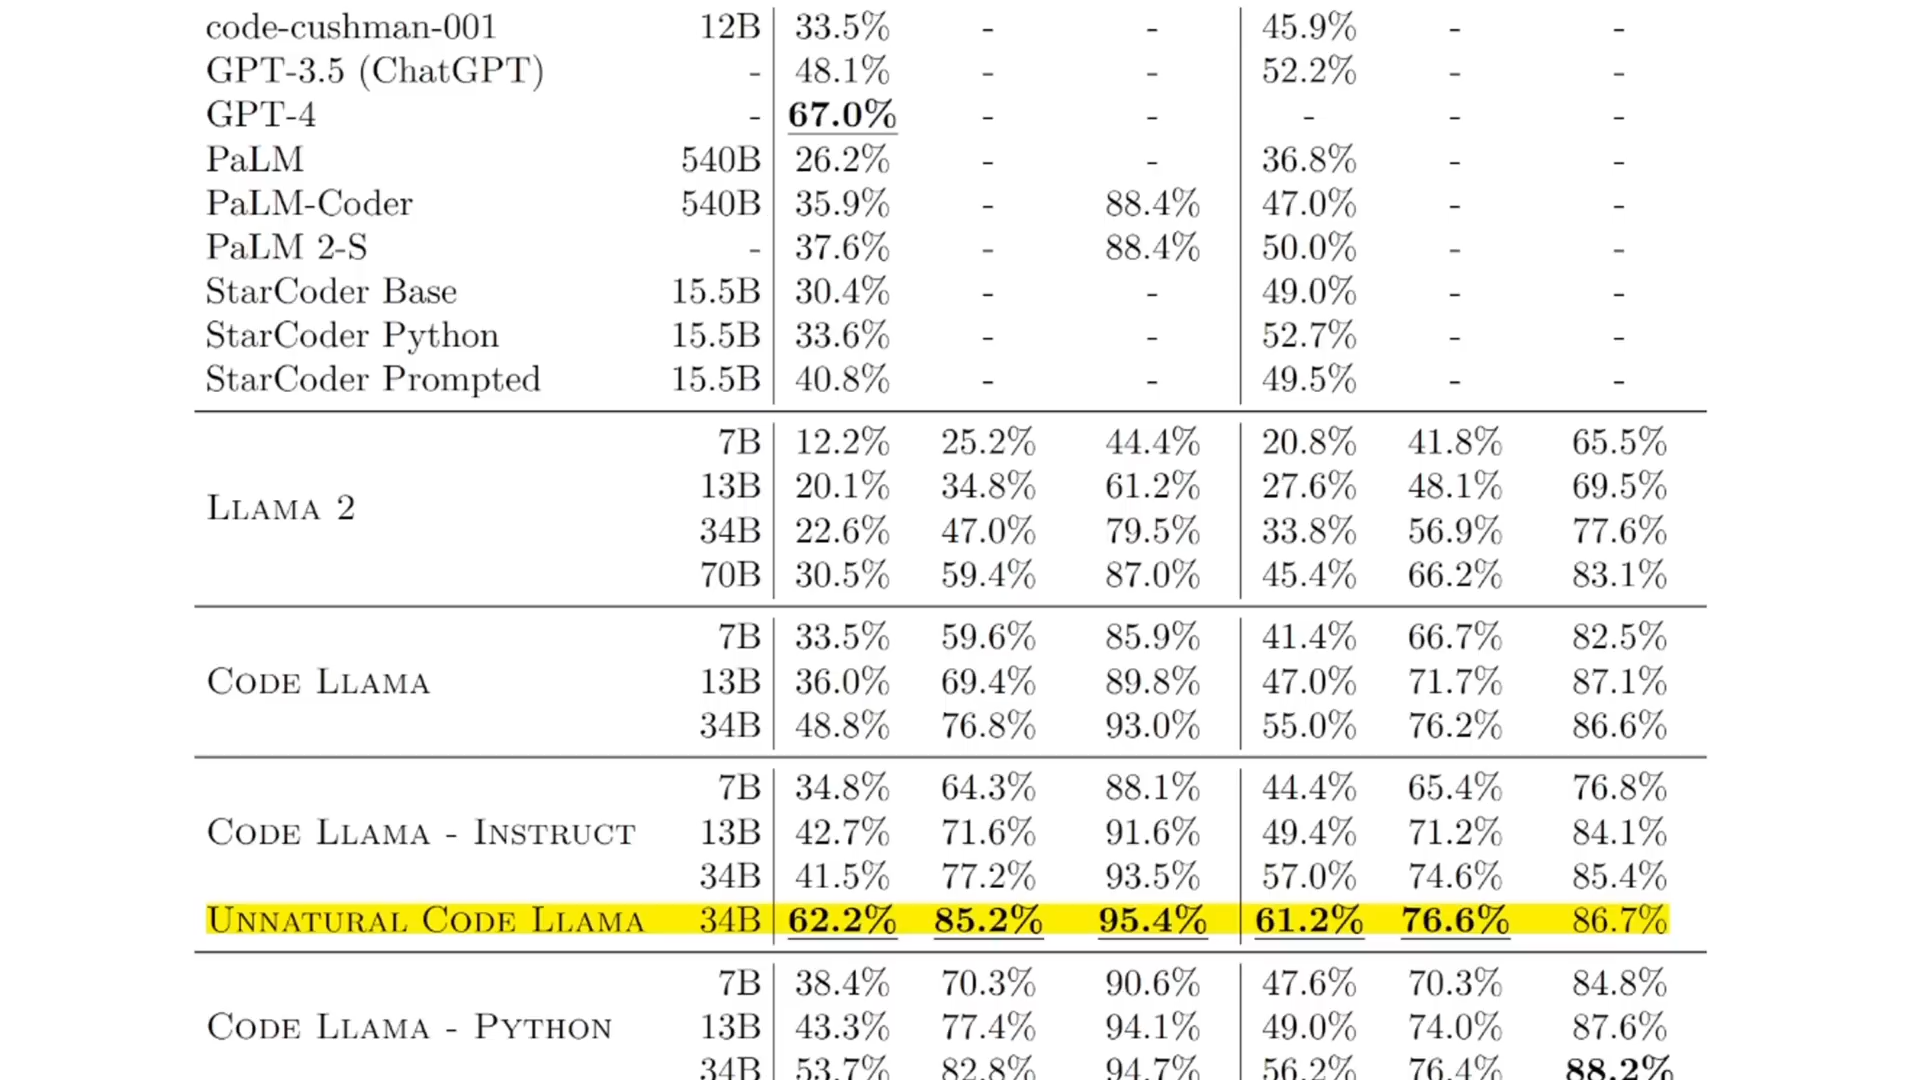 code-cushman-001 12B 33.5% - - 45.9% - -
GPT-3.5 (ChatGPT) - 48.1% - - 52.2% - -
GPT-4 - 67.0% - - - - -
PaLM 540B 26.2% - - 36.8% - -
PaLM-Coder 540B 35.9% - 88.4% 47.0% - -
PaLM 2-S - 37.6% - 88.4% 50.0% - -
StarCoder Base 15.5B 30.4% - - 49.0% - -
StarCoder Python 15.5B 33.6% - - 52.7% - -
StarCoder Prompted 15.5B 40.8% - - 49.5% - -
7B 12.2% 25.2% 44.4% 20.8% 41.8% 65.5%
13B 20.1% 34.8% 61.2% 27.6% 48.1% 69.5%
LLAMA 2
34B 22.6% 47.0% 79.5% 33.8% 56.9% 77.6%
70B 30.5% 59.4% 87.0% 45.4% 66.2% 83.1%
7B 33.5% 59.6% 85.9% 41.4% 66.7% 82.5%
CODE LLAMA 13B 36.0% 69.4% 89.8% 47.0% 71.7% 87.1%
34B 48.8% 76.8% 93.0% 55.0% 76.2% 86.6%
7B 34.8% 64.3% 88.1% 44.4% 65.4% 76.8%
CODE LLAMA - INSTRUCT 13B 42.7% 71.6% 91.6% 49.4% 71.2% 84.1%
34B 41.5% 77.2% 93.5% 57.0% 74.6% 85.4%
UNNATURAL CODE LLAMA 34B 62.2% 85.2% 95.4% 61.2% 76.6% 86.7%
7B 38.4% 70.3% 90.6% 47.6% 70.3% 84.8%
CODE LLAMA - PYTHON 13B 43.3% 77.4% 94.1% 49.0% 74.0% 87.6%
34B 53.7% 82.8% 94.7% 56.2% 76.4% 88.2%